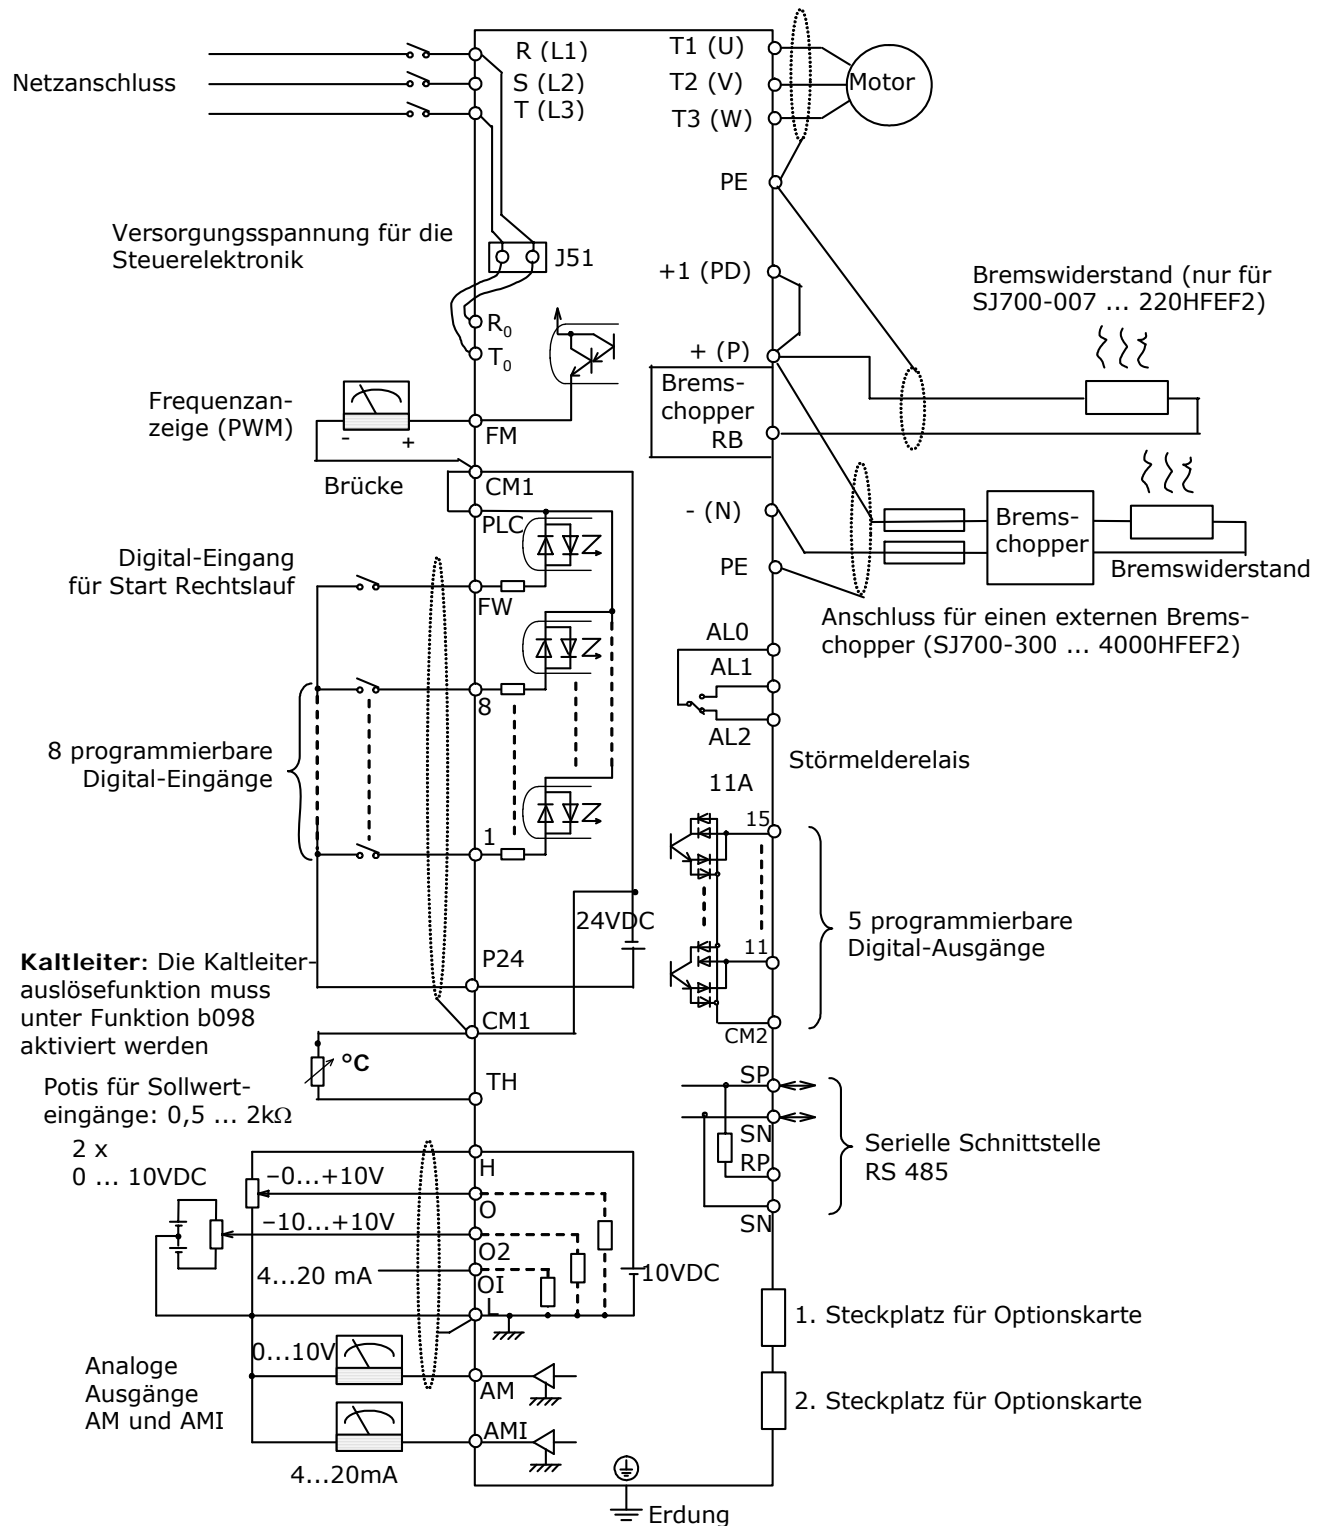 R (L1)
Netzanschluss
S (L2)
T (L3)
T1 (U)
T2 (V)
T3 (W)
Motor
PE
Versorgungsspannung für die
Steuerelektronik
J51
R0
T0
+1 (PD)
Bremswiderstand (nur für
SJ700-007 ... 220HFEF2)
+ (P)
Brems-
chopper
RB
Frequenzan-
zeige (PWM)
- +
FM
Brücke
CM1
PLC
- (N)
Brems-
chopper
Bremswiderstand
PE
Anschluss für einen externen Brems-
chopper (SJ700-300 ... 4000HFEF2)
Digital-Eingang
für Start Rechtslauf
FW
8
8 programmierbare
Digital-Eingänge
1
AL0
AL1
AL2
Störmelderelais
11A
15
11
CM2
5 programmierbare
Digital-Ausgänge
24VDC
P24
Kaltleiter: Die Kaltleiter-
auslösefunktion muss
unter Funktion b098
aktiviert werden
CM1
°C
TH
Potis für Sollwert-
eingänge: 0,5 ... 2kΩ
2 x
0 ... 10VDC
SP
SN
RP
SN
Serielle Schnittstelle
RS 485
H
−0...+10V
O
−10...+10V
O2
4...20 mA
OI
L
10VDC
1. Steckplatz für Optionskarte
2. Steckplatz für Optionskarte
0...10V
Analoge
Ausgänge
AM und AMI
AM
AMI
4...20mA
Erdung